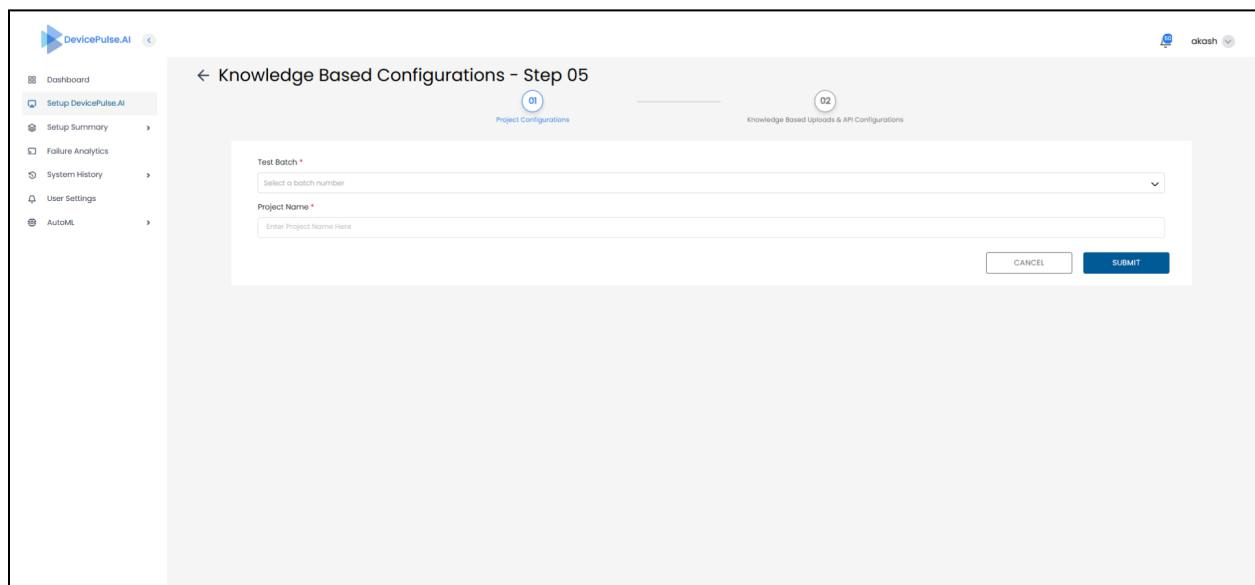 DevicePulse.AI
60
akash
Dashboard
Setup DevicePulse.AI
Setup Summary
Failure Analytics
System History
User Settings
AutoML
Knowledge Based Configurations - Step 05
01
02
Project Configurations
Knowledge Based Uploads & API Configurations
Test Batch *
Select a batch number
Project Name *
Enter Project Name Here
CANCEL
SUBMIT